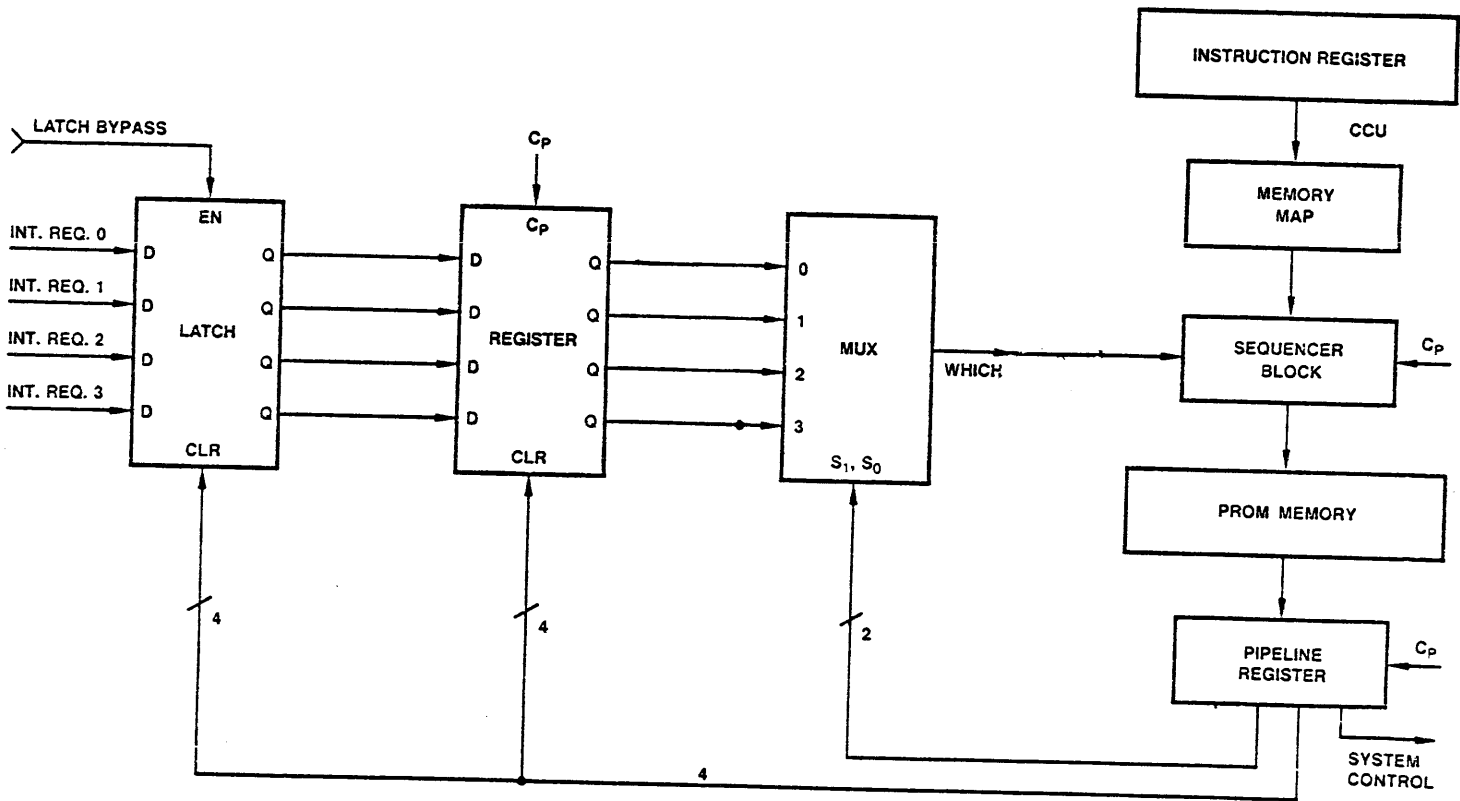 INSTRUCTION REGISTER
CCU
MEMORY
MAP
LATCH BYPASS
CP
EN
CP
INT. REQ. 0
D
Q
D
Q
0
INT. REQ. 1
D
Q
D
Q
1
LATCH
REGISTER
MUX
INT. REQ. 2
D
Q
D
Q
2
INT. REQ. 3
D
Q
D
Q
3
CLR
CLR
S1, S0
WHICH
SEQUENCER
BLOCK
CP
PROM MEMORY
4
4
2
PIPELINE
REGISTER
CP
4
SYSTEM
CONTROL